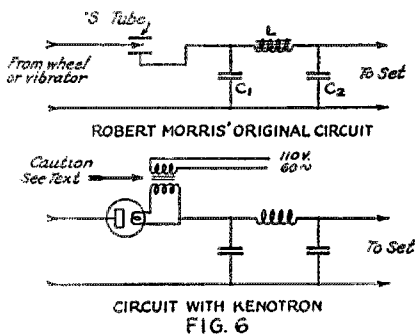 'S Tube
From wheel
or vibrator
L
C1
C2
To Set
ROBERT MORRIS' ORIGINAL CIRCUIT
Caution
See Text
110 V.
60~
To Set
CIRCUIT WITH KENOTRON
FIG. 6